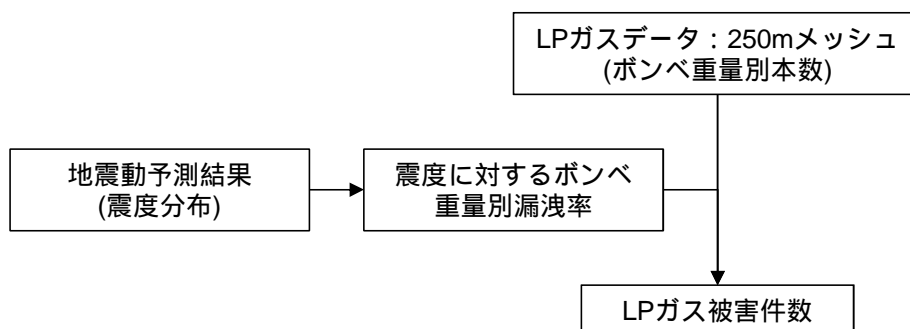 LPガスデータ：250mメッシュ
(ボンベ重量別本数)
地震動予測結果
(震度分布)
震度に対するボンベ
重量別漏洩率
LPガス被害件数